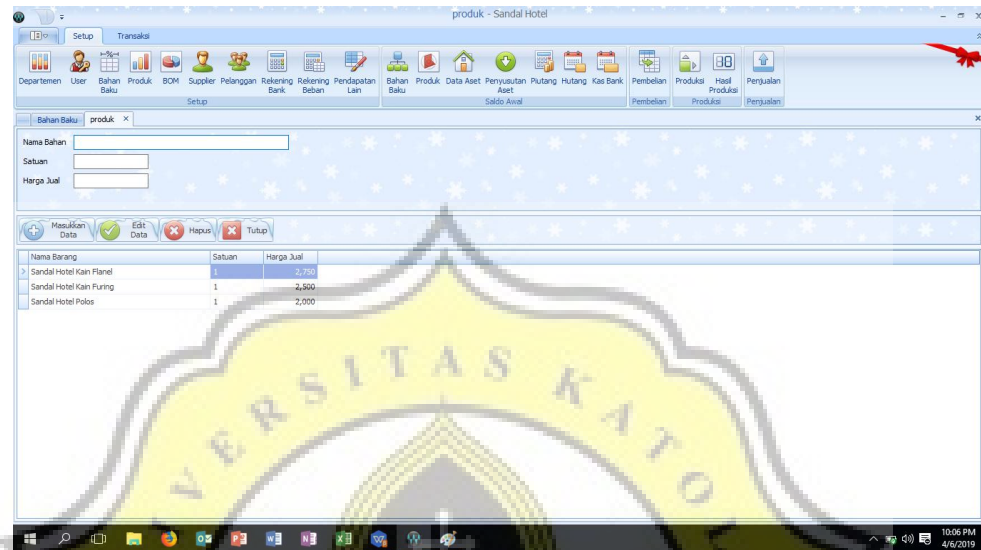 produk - Sandal Hotel
Setup Transaksi
Departemen User Bahan Baku Produk BOM Supplier Pelanggan Rekening Bank Rekening Beban Pendapatan Lain Bahan Baku Produk Data Aset Penyusutan Aset Piutang Hutang Kas Bank Pembelian Produksi Hasil Produksi Penjualan
Setup Saldo Awal Pembelian Produksi Penjualan
Bahan Baku produk
Nama Bahan
Satuan
Harga Jual
Masukkan Data Edit Data Hapus Tutup
Nama Barang Satuan Harga Jual
Sandal Hotel Kain Flanel 1 2,750
Sandal Hotel Kain Furing 1 2,500
Sandal Hotel Polos 1 2,000
VERSITAS KATO
10:06 PM
4/6/2019